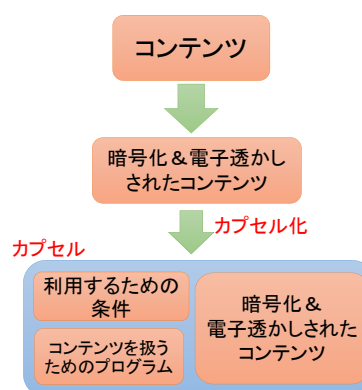 コンテンツ
暗号化＆電子透かし
されたコンテンツ
カプセル化
カプセル
利用するための
条件
コンテンツを扱う
ためのプログラム
暗号化＆
電子透かしされた
コンテンツ